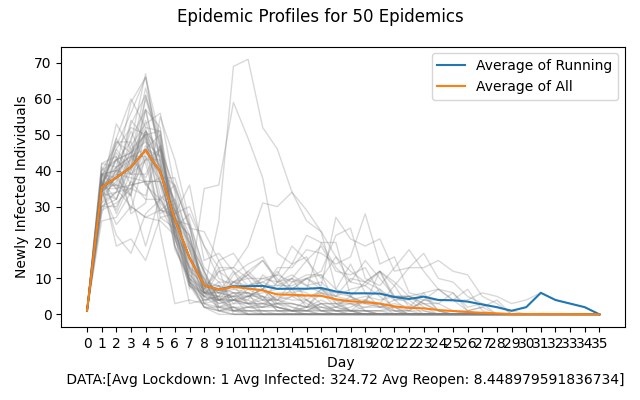 Epidemic Profiles for 50 Epidemics
Average of Running
Average of All
Newly Infected Individuals
70
60
50
40
30
20
10
0
0 1 2 3 4 5 6 7 8 9 10 11 12 13 14 15 16 17 18 19 20 21 22 23 24 25 26 27 28 29 30 31 32 33 34 35
Day
DATA:[Avg Lockdown: 1 Avg Infected: 324.72 Avg Reopen: 8.448979591836734]